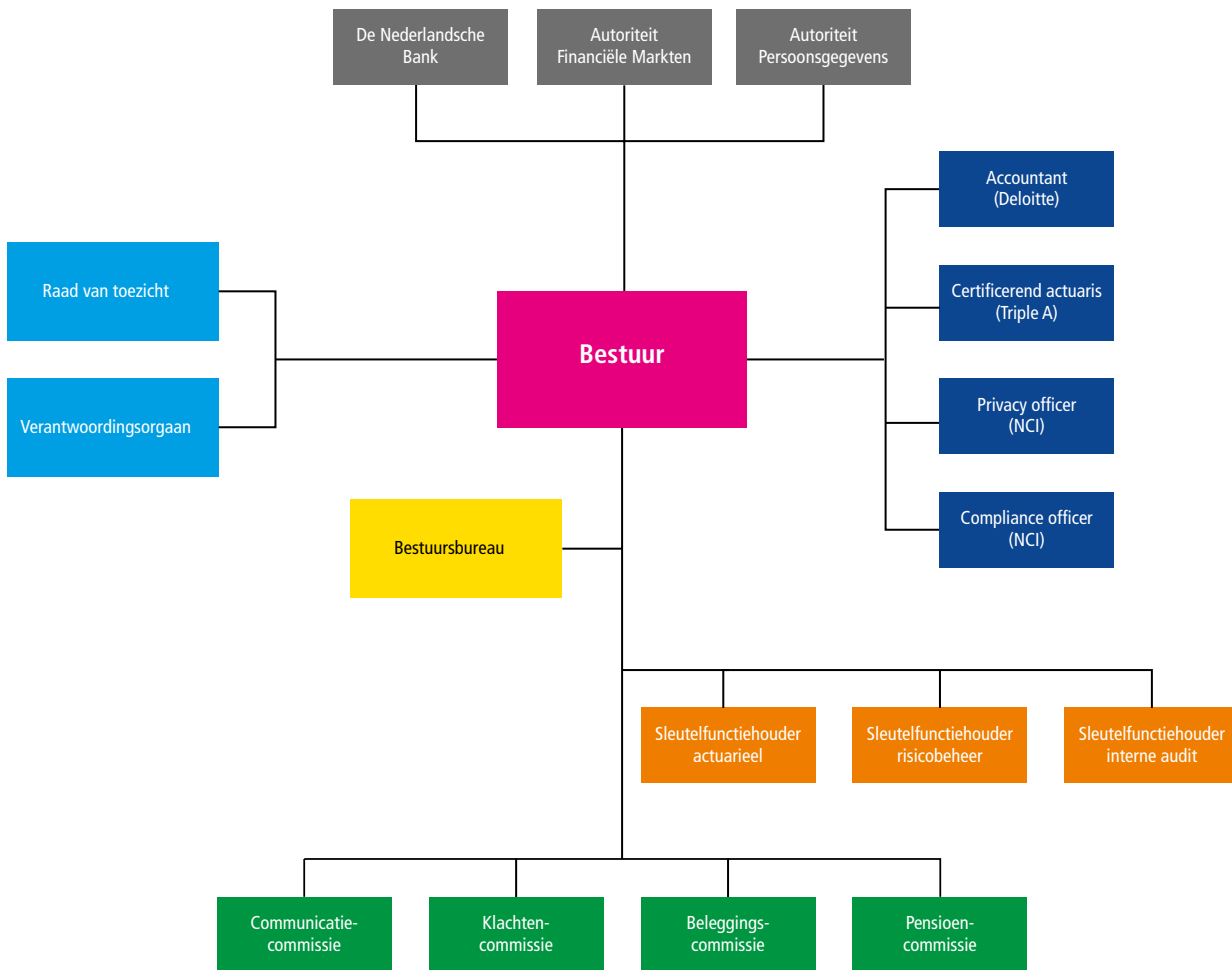 De Nederlandsche
Bank
Autoriteit
Financiële Markten
Autoriteit
Persoonsgegevens
Accountant
(Deloitte)
Raad van toezicht
Certificerend actuaris
(Triple A)
Bestuur
Verantwoordingsorgaan
Privacy officer
(NCI)
Compliance officer
(NCI)
Bestuursbureau
Sleutelfunctiehouder
actuarieel
Sleutelfunctiehouder
risicobeheer
Sleutelfunctiehouder
interne audit
Communicatie-
commissie
Klachten-
commissie
Beleggings-
commissie
Pensioen-
commissie